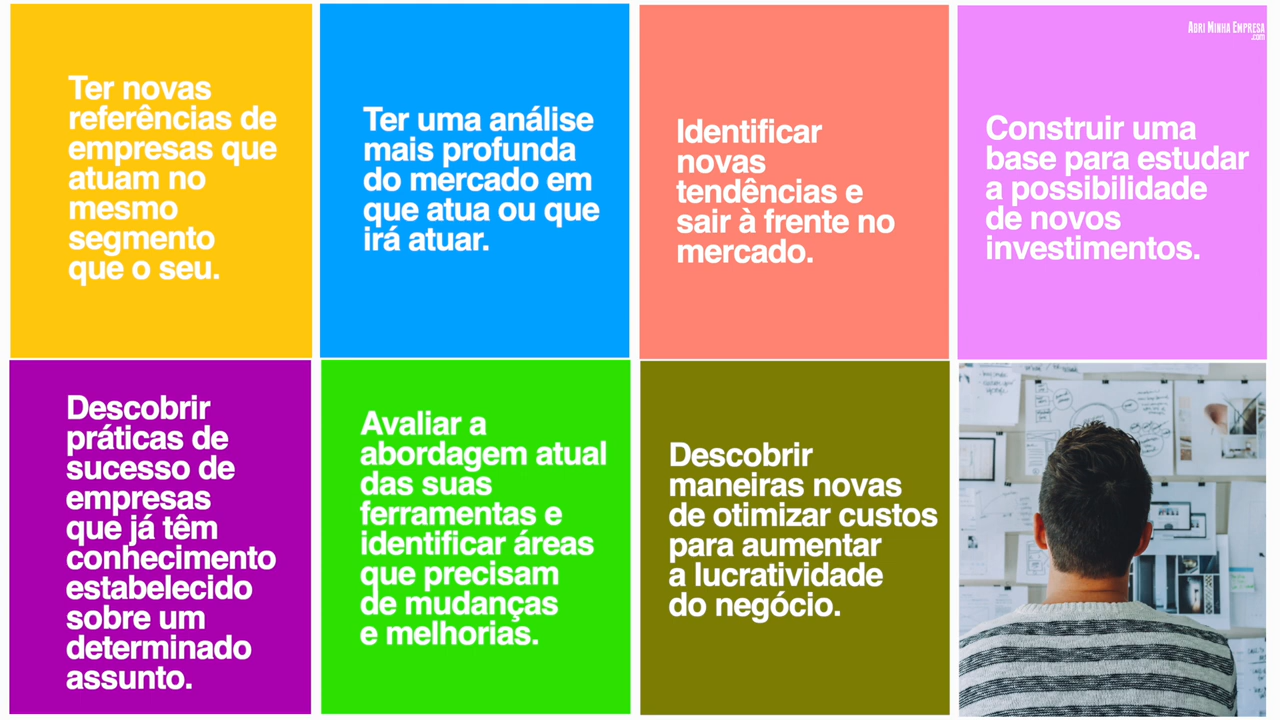 Ter novas
referências de
empresas que
atuam no
mesmo
segmento
que o seu.
Ter uma análise
mais profunda
do mercado em
que atua ou que
irá atuar.
Identificar
novas
tendências e
sair à frente no
mercado.
ABRI MINHA EMPRESA
.com
Construir uma
base para estudar
a possibilidade
de novos
investimentos.
Descobrir
práticas de
sucesso de
empresas
que já têm
conhecimento
estabelecido
sobre um
determinado
assunto.
Avaliar a
abordagem atual
das suas
ferramentas e
identificar áreas
que precisam
de mudanças
e melhorias.
Descobrir
maneiras novas
de otimizar custos
para aumentar
a lucratividade
do negócio.